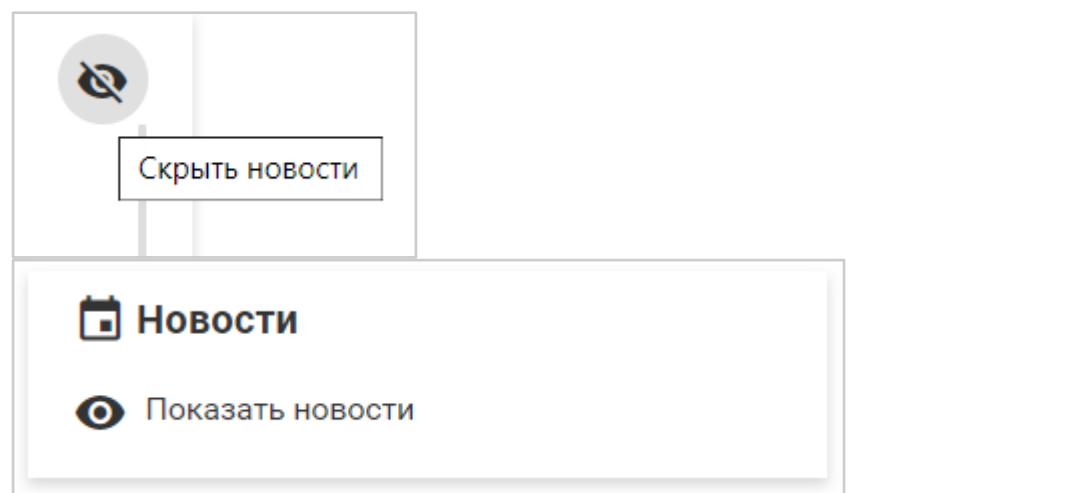 Скрыть новости
Новости
Показать новости